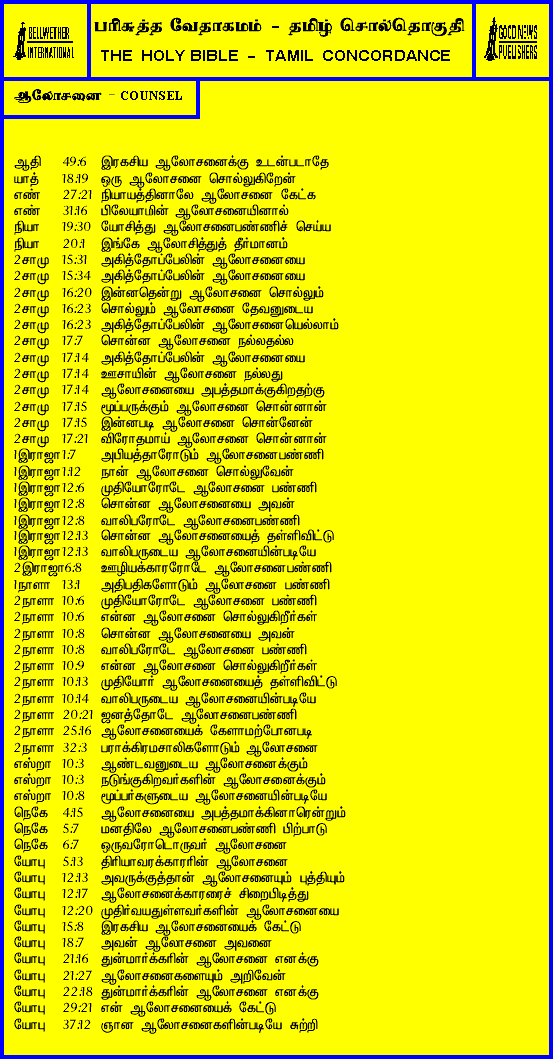 BELLWETHER INTERNATIONAL
பரிசுத்த வேதாகமம் - தமிழ் சொல்தொகுதி
THE HOLY BIBLE - TAMIL CONCORDANCE
GOOD NEWS PUBLISHERS
ஆலோசனை - COUNSEL
ஆதி 49:6 இரகசிய ஆலோசனைக்கு உடன்படாதே
யாத் 18:19 ஒரு ஆலோசனை சொல்லுகிறேன்
எண் 27:21 நியாயத்தினாலே ஆலோசனை கேட்க
எண் 31:16 பிலேயாமின் ஆலோசனையினால்
நியா 19:30 யோசித்து ஆலோசனைபண்ணிச் செய்ய
நியா 20:1 இங்கே ஆலோசித்துத் தீர்மானம்
2சாமு 15:31 அகித்தோப்பேலின் ஆலோசனையை
2சாமு 15:34 அகித்தோப்பேலின் ஆலோசனையை
2சாமு 16:20 இன்னதென்று ஆலோசனை சொல்லும்
2சாமு 16:23 சொல்லும் ஆலோசனை தேவனுடைய
2சாமு 16:23 அகித்தோப்பேலின் ஆலோசனையெல்லாம்
2சாமு 17:7 சொன்ன ஆலோசனை நல்லதல்ல
2சாமு 17:14 அகித்தோப்பேலின் ஆலோசனையை
2சாமு 17:14 ஊசாயின் ஆலோசனை நல்லது
2சாமு 17:14 ஆலோசனையை அபத்தமாக்குகிறதற்கு
2சாமு 17:15 மூப்பருக்கும் ஆலோசனை சொன்னான்
2சாமு 17:15 இன்னபடி ஆலோசனை சொன்னேன்
2சாமு 17:21 விரோதமாய் ஆலோசனை சொன்னான்
1இராஜா 1:7 அபியத்தாரோடும் ஆலோசனைபண்ணி
1இராஜா 1:12 நான் ஆலோசனை சொல்லுவேன்
1இராஜா 12:6 முதியோரோடே ஆலோசனை பண்ணி
1இராஜா 12:8 சொன்ன ஆலோசனையை அவன்
1இராஜா 12:8 வாலிபரோடே ஆலோசனைபண்ணி
1இராஜா 12:13 சொன்ன ஆலோசனையைத் தள்ளிவிட்டு
1இராஜா 12:13 வாலிபருடைய ஆலோசனையின்படியே
2இராஜா 6:8 ஊழியக்காரரோடே ஆலோசனைபண்ணி
1நாளா 13:1 அதிபதிகளோடும் ஆலோசனை பண்ணி
2நாளா 10:6 முதியோரோடே ஆலோசனை பண்ணி
2நாளா 10:6 என்ன ஆலோசனை சொல்லுகிறீர்கள்
2நாளா 10:8 சொன்ன ஆலோசனையை அவன்
2நாளா 10:8 வாலிபரோடே ஆலோசனை பண்ணி
2நாளா 10:9 என்ன ஆலோசனை சொல்லுகிறீர்கள்
2நாளா 10:13 முதியோர் ஆலோசனையைத் தள்ளிவிட்டு
2நாளா 10:14 வாலிபருடைய ஆலோசனையின்படியே
2நாளா 20:21 ஜனத்தோடே ஆலோசனைபண்ணி
2நாளா 25:16 ஆலோசனையைக் கேளாமற்போனபடி
2நாளா 32:3 பராக்கிரமசாலிகளோடும் ஆலோசனை
எஸ்றா 10:3 ஆண்டவனுடைய ஆலோசனைக்கும்
எஸ்றா 10:3 நடுங்குகிறவர்களின் ஆலோசனைக்கும்
எஸ்றா 10:8 மூப்பர்களுடைய ஆலோசனையின்படியே
நெகே 4:15 ஆலோசனையை அபத்தமாக்கினாரென்றும்
நெகே 5:7 மனதிலே ஆலோசனைபண்ணி பிற்பாடு
நெகே 6:7 ஒருவரோடொருவர் ஆலோசனை
யோபு 5:13 திரியாவரக்காரரின் ஆலோசனை
யோபு 12:13 அவருக்குத்தான் ஆலோசனையும் புத்தியும்
யோபு 12:17 ஆலோசனைக்காரரைச் சிறைபிடித்து
யோபு 12:20 முதிர்வயதுள்ளவர்களின் ஆலோசனையை
யோபு 15:8 இரகசிய ஆலோசனையைக் கேட்டு
யோபு 18:7 அவன் ஆலோசனை அவனை
யோபு 21:16 துன்மார்க்கரின் ஆலோசனை எனக்கு
யோபு 21:27 ஆலோசனைகளையும் அறிவேன்
யோபு 22:18 துன்மார்க்கரின் ஆலோசனை எனக்கு
யோபு 29:21 என் ஆலோசனையைக் கேட்டு
யோபு 37:12 ஞான ஆலோசனைகளின்படியே சுற்றி